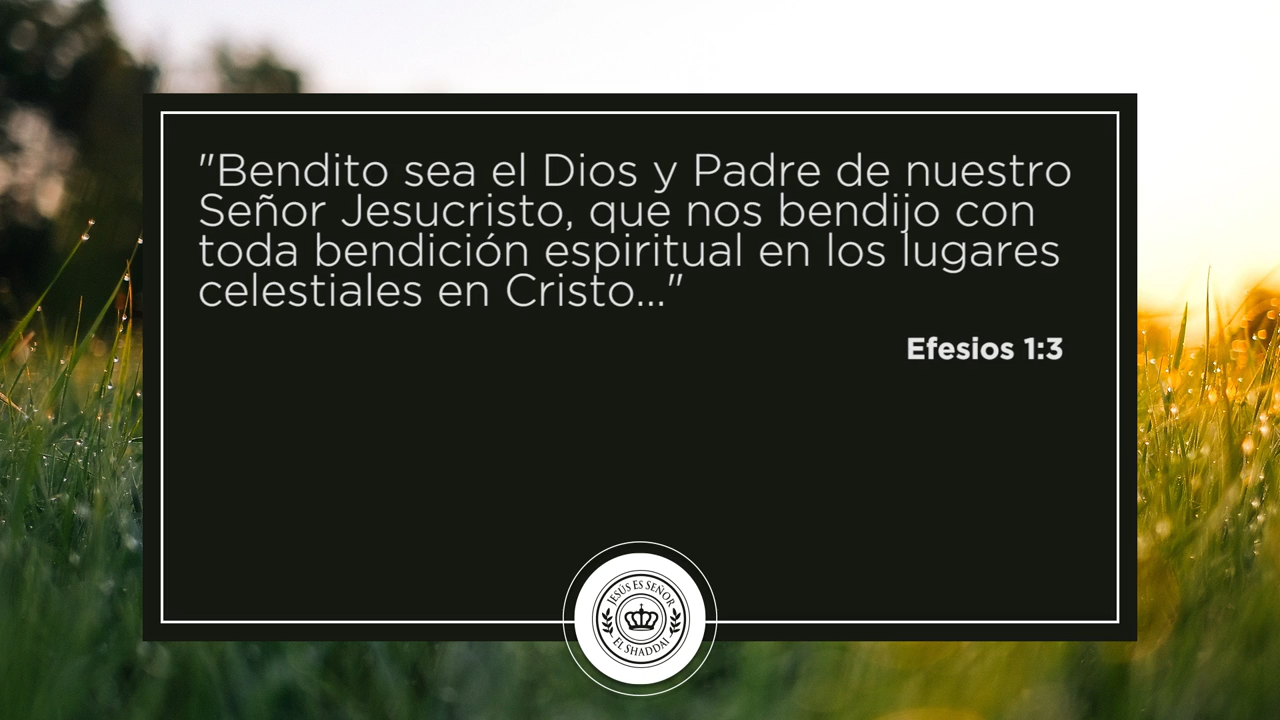 "Bendito sea el Dios y Padre de nuestro
Señor Jesucristo, que nos bendijo con
toda bendición espiritual en los lugares
celestiales en Cristo..."
Efesios 1:3
JESÚS ES SEÑOR
EL SHADDAI